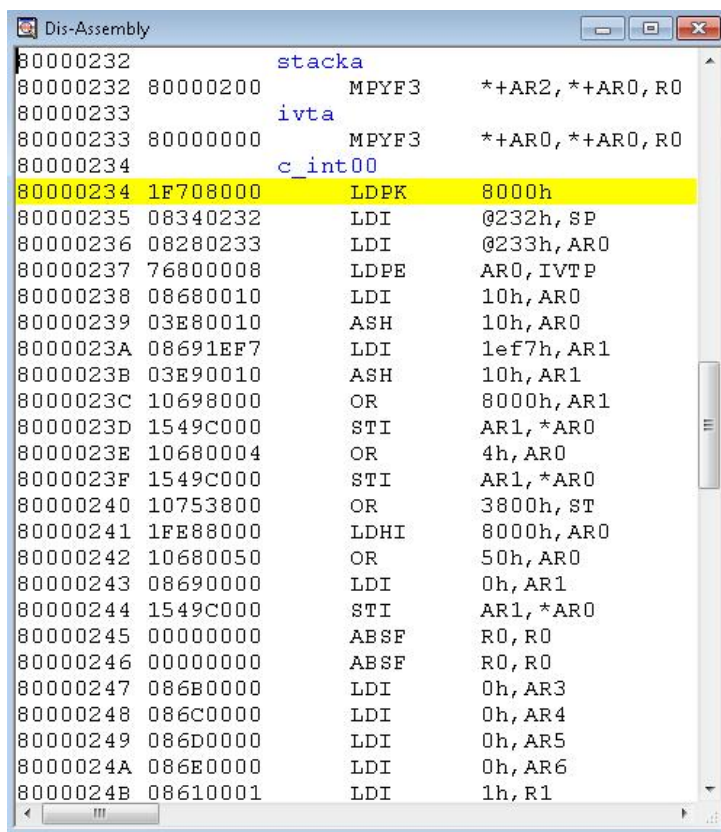 Dis-Assembly
80000232 stacka
80000232 80000200 MPYF3 *+AR2,*+AR0,R0
80000233 ivta
80000233 80000000 MPYF3 *+AR0,*+AR0,R0
80000234 c_int00
80000234 1F708000 LDPK 8000h
80000235 08340232 LDI @232h,SP
80000236 08280233 LDI @233h,AR0
80000237 76800008 LDPE AR0,IVTP
80000238 08680010 LDI 10h,AR0
80000239 03E80010 ASH 10h,AR0
8000023A 08691EF7 LDI 1ef7h,AR1
8000023B 03E90010 ASH 10h,AR1
8000023C 10698000 OR 8000h,AR1
8000023D 1549C000 STI AR1,*AR0
8000023E 10680004 OR 4h,AR0
8000023F 1549C000 STI AR1,*AR0
80000240 10753800 OR 3800h,ST
80000241 1FE88000 LDHI 8000h,AR0
80000242 10680050 OR 50h,AR0
80000243 08690000 LDI 0h,AR1
80000244 1549C000 STI AR1,*AR0
80000245 00000000 ABSF R0,R0
80000246 00000000 ABSF R0,R0
80000247 086B0000 LDI 0h,AR3
80000248 086C0000 LDI 0h,AR4
80000249 086D0000 LDI 0h,AR5
8000024A 086E0000 LDI 0h,AR6
8000024B 08610001 LDI 1h,R1